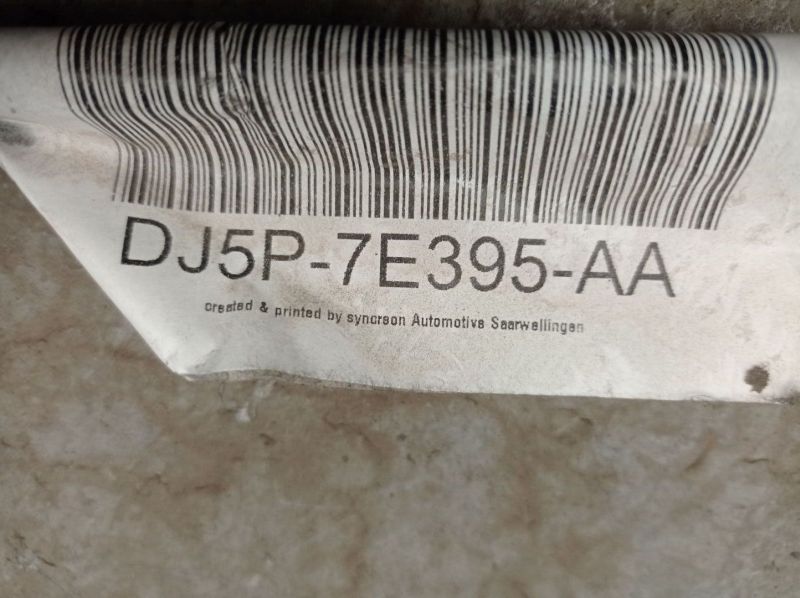 DJ5P-7E395-AA
created & printed by syncreon Automotive Saarwellingen